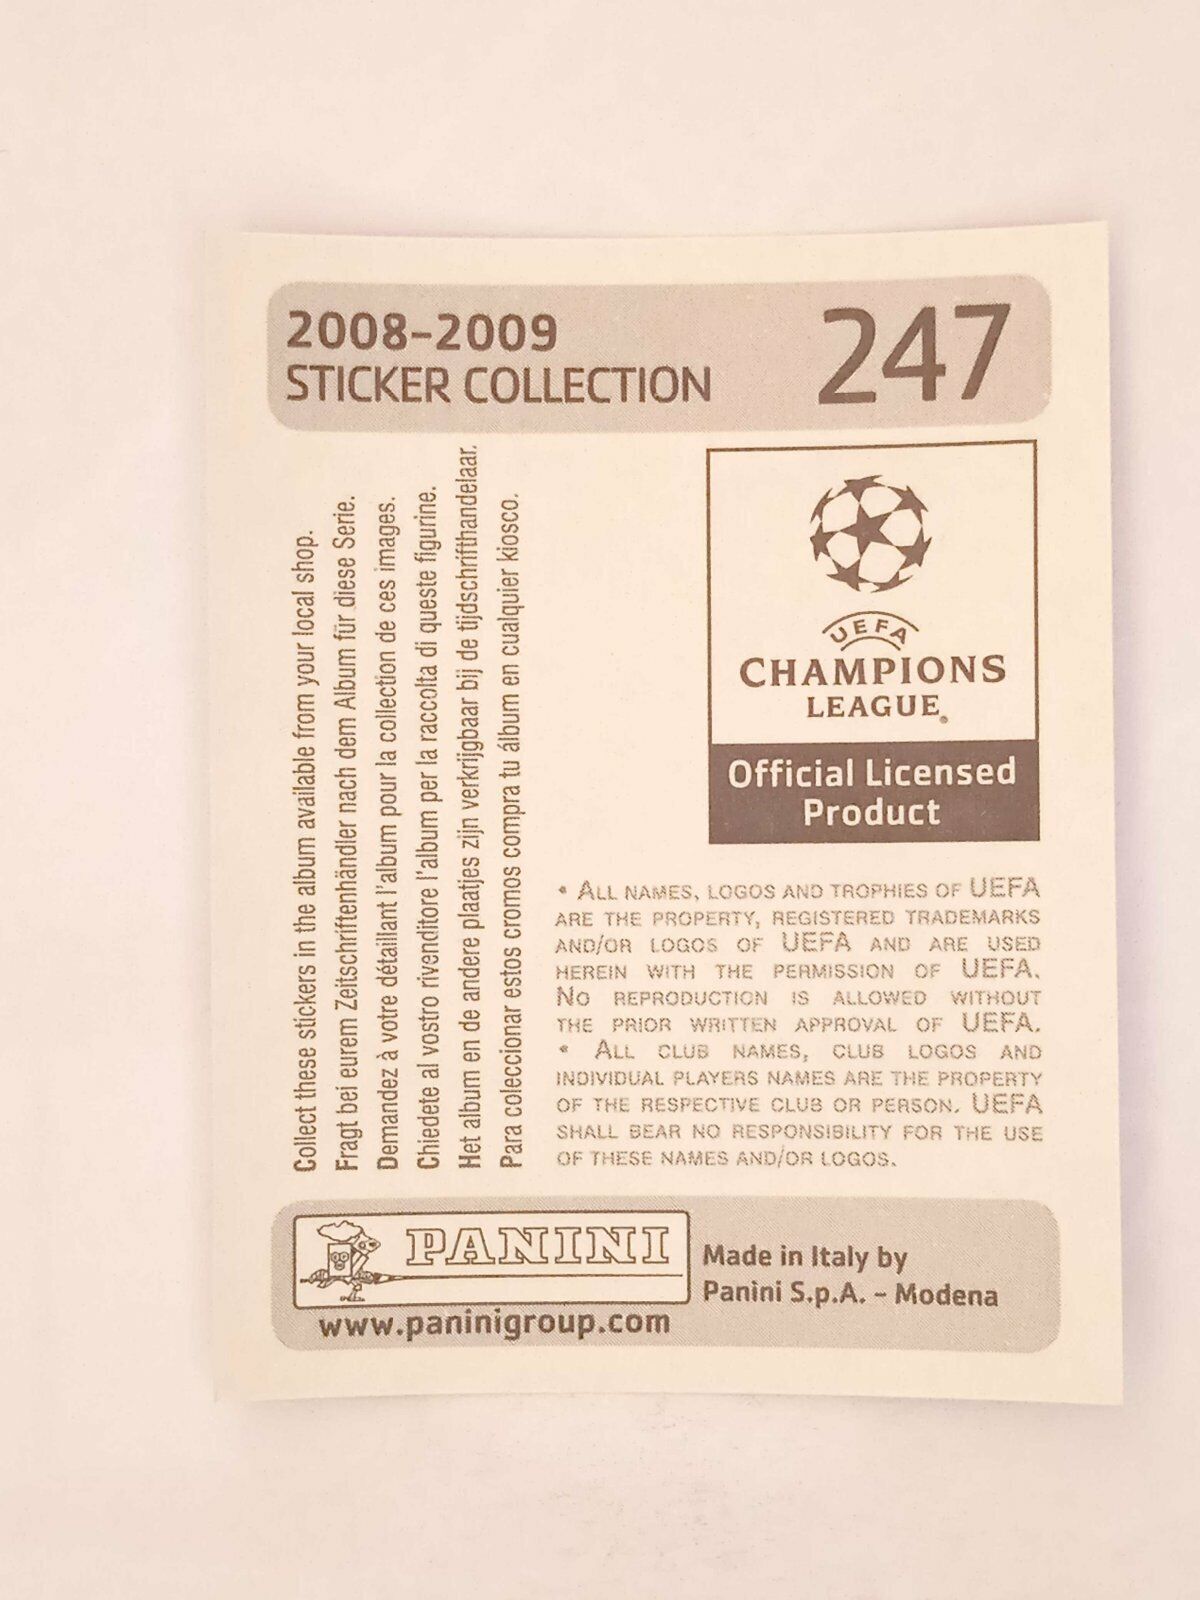 2008-2009
STICKER COLLECTION
247
Collect these stickers in the album available from your local shop.
Fragt bei eurem Zeitschriftenhändler nach dem Album für diese Serie.
Demandez à votre détaillant l'album pour la collection de ces images.
Chiedete al vostro rivenditore l'album per la raccolta di queste figurine.
Het album en de andere plaatjes zijn verkrijgbaar bij de tijdschrifthandelaar.
Para coleccionar estos cromos compra tu álbum en cualquier kiosco.
UEFA
CHAMPIONS
LEAGUE®
Official Licensed
Product
• ALL NAMES, LOGOS AND TROPHIES OF UEFA
ARE THE PROPERTY, REGISTERED TRADEMARKS
AND/OR LOGOS OF UEFA AND ARE USED
HEREIN WITH THE PERMISSION OF UEFA.
NO REPRODUCTION IS ALLOWED WITHOUT
THE PRIOR WRITTEN APPROVAL OF UEFA.
• ALL CLUB NAMES, CLUB LOGOS AND
INDIVIDUAL PLAYERS NAMES ARE THE PROPERTY
OF THE RESPECTIVE CLUB OR PERSON. UEFA
SHALL BEAR NO RESPONSIBILITY FOR THE USE
OF THESE NAMES AND/OR LOGOS.
PANINI
www.paninigroup.com
Made in Italy by
Panini S.p.A. - Modena